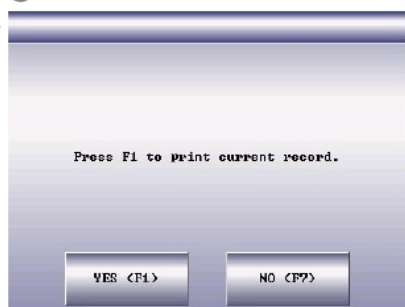 Press F1 to print current record.
YES (F1)
NO (F7)